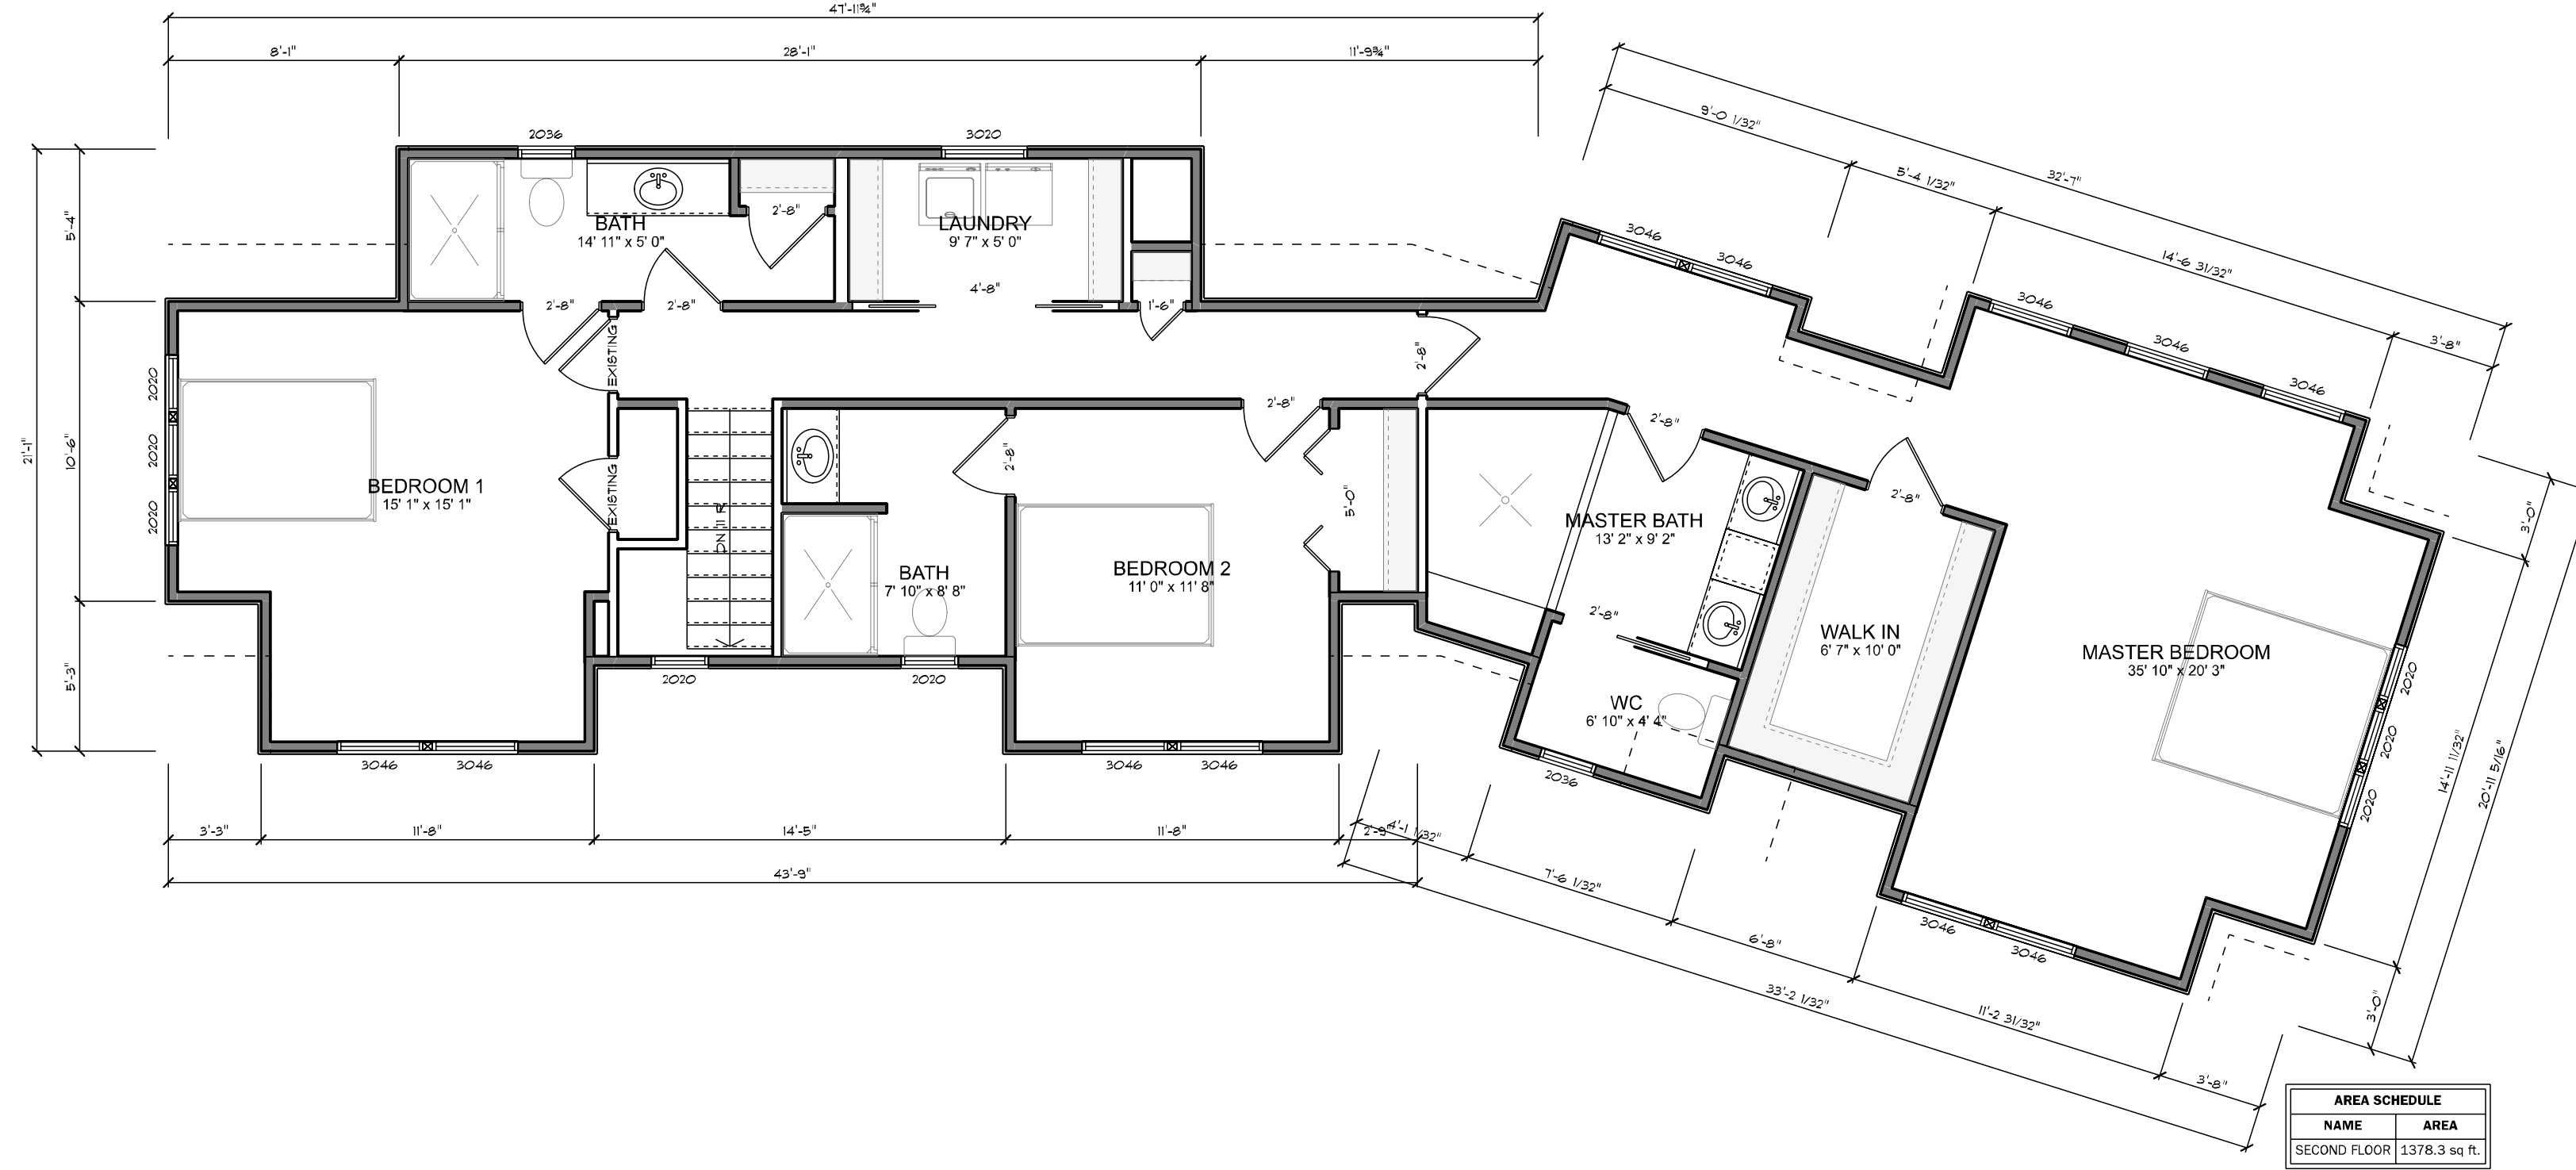 47'-11¾"
8'-1"
28'-1"
11'-9¾"
9'-0 1/32"
5'-4 1/32"
32'-7"
14'-6 31/32"
3'-8"
2036
3020
3046
3046
3046
3046
3046
5'-4"
10'-6"
21'-1"
5'-3"
BATH
14' 11" x 5' 0"
2'-8"
LAUNDRY
9' 7" x 5' 0"
4'-8"
2'-8"
2'-8"
1'-6"
EXISTING
2'-8"
2020
2020
2020
BEDROOM 1
15' 1" x 15' 1"
EXISTING
DN 11 R
2'-8"
2'-8"
5'-0"
BATH
7' 10" x 8' 8"
BEDROOM 2
11' 0" x 11' 8"
2'-8"
MASTER BATH
13' 2" x 9' 2"
2'-8"
2'-8"
WALK IN
6' 7" x 10' 0"
MASTER BEDROOM
35' 10" x 20' 3"
WC
6' 10" x 4' 4"
2020
2020
2020
3'-0"
14'-11 11/32"
20'-11 5/16"
3'-0"
2020
2020
3046
3046
3046
3046
2036
3046
3046
3'-3"
11'-8"
14'-5"
11'-8"
2'-9"
4'-1 1/32"
43'-9"
7'-6 1/32"
6'-8"
33'-2 1/32"
11'-2 31/32"
3'-8"
AREA SCHEDULE
NAME AREA
SECOND FLOOR 1378.3 sq ft.